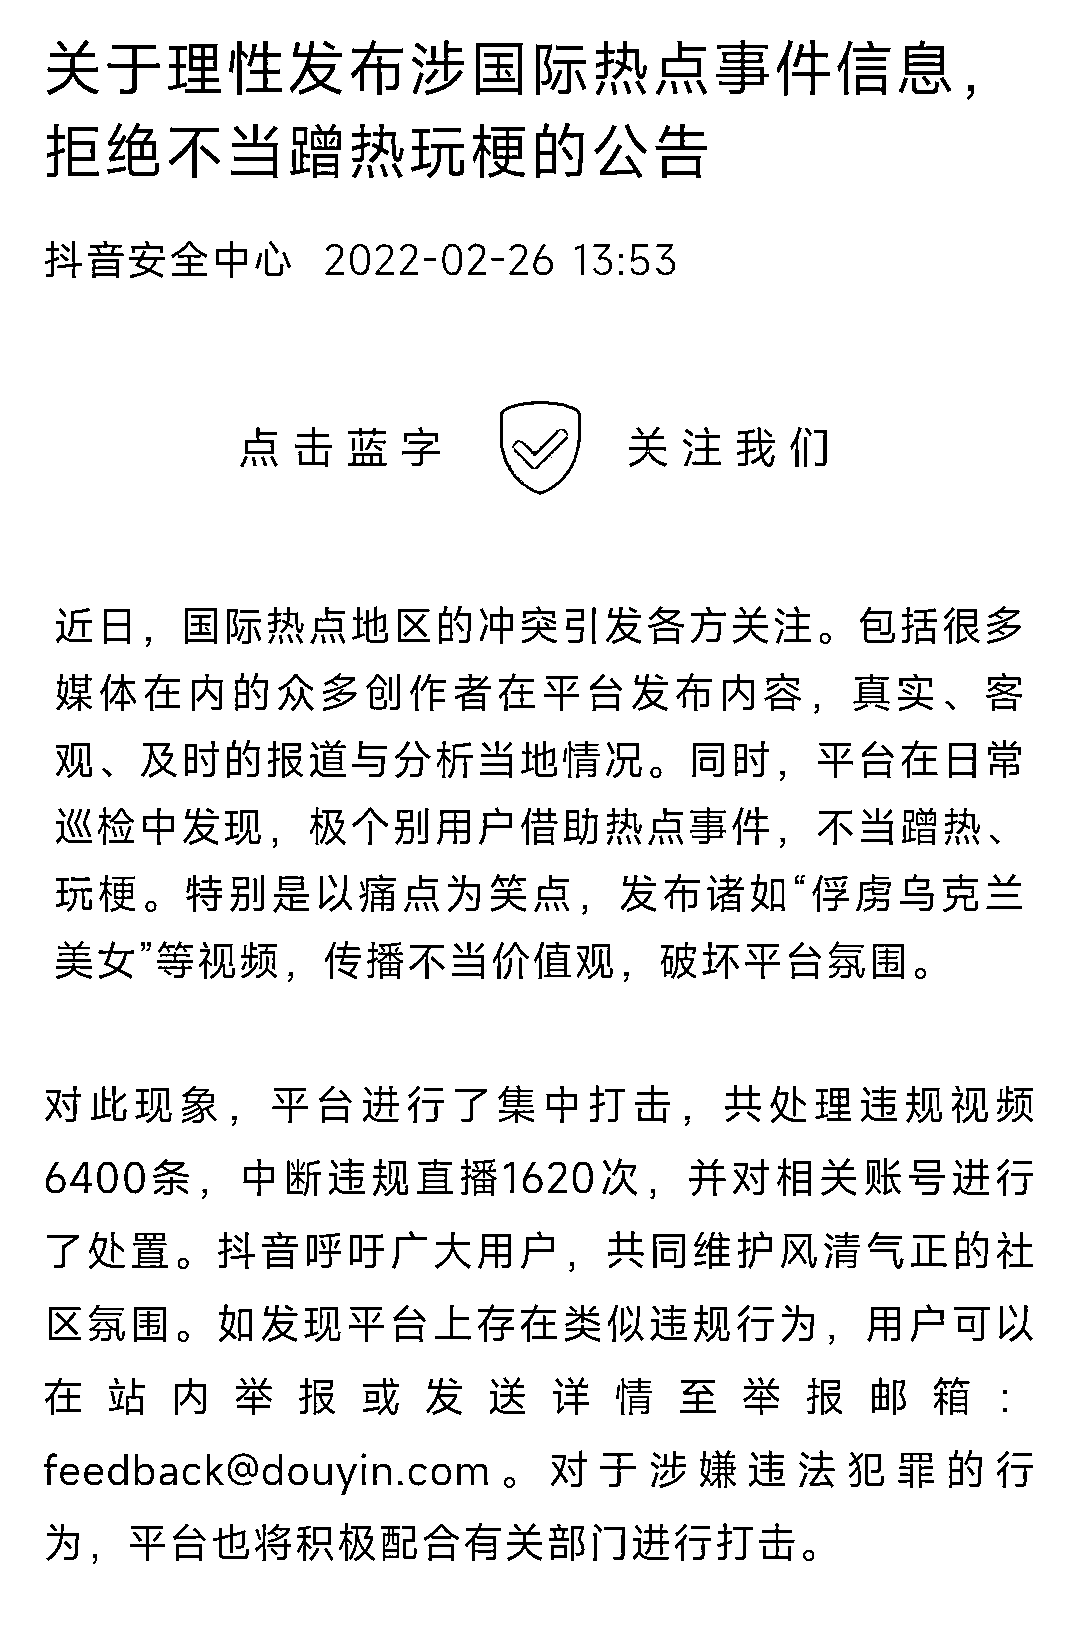 关于理性发布涉国际热点事件信息，
拒绝不当蹭热玩梗的公告
抖音安全中心 2022-02-26 13:53
点击蓝字 关注我们
近日，国际热点地区的冲突引发各方关注。包括很多
媒体在内的众多创作者在平台发布内容，真实、客
观、及时的报道与分析当地情况。同时，平台在日常
巡检中发现，极个别用户借助热点事件，不当蹭热、
玩梗。特别是以痛点为笑点，发布诸如“俘虏乌克兰
美女”等视频，传播不当价值观，破坏平台氛围。
对此现象，平台进行了集中打击，共处理违规视频
6400条，中断违规直播1620次，并对相关账号进行
了处置。抖音呼吁广大用户，共同维护风清气正的社
区氛围。如发现平台上存在类似违规行为，用户可以
在站内举报或发送详情至举报邮箱：
feedback@douyin.com。对于涉嫌违法犯罪的行
为，平台也将积极配合有关部门进行打击。